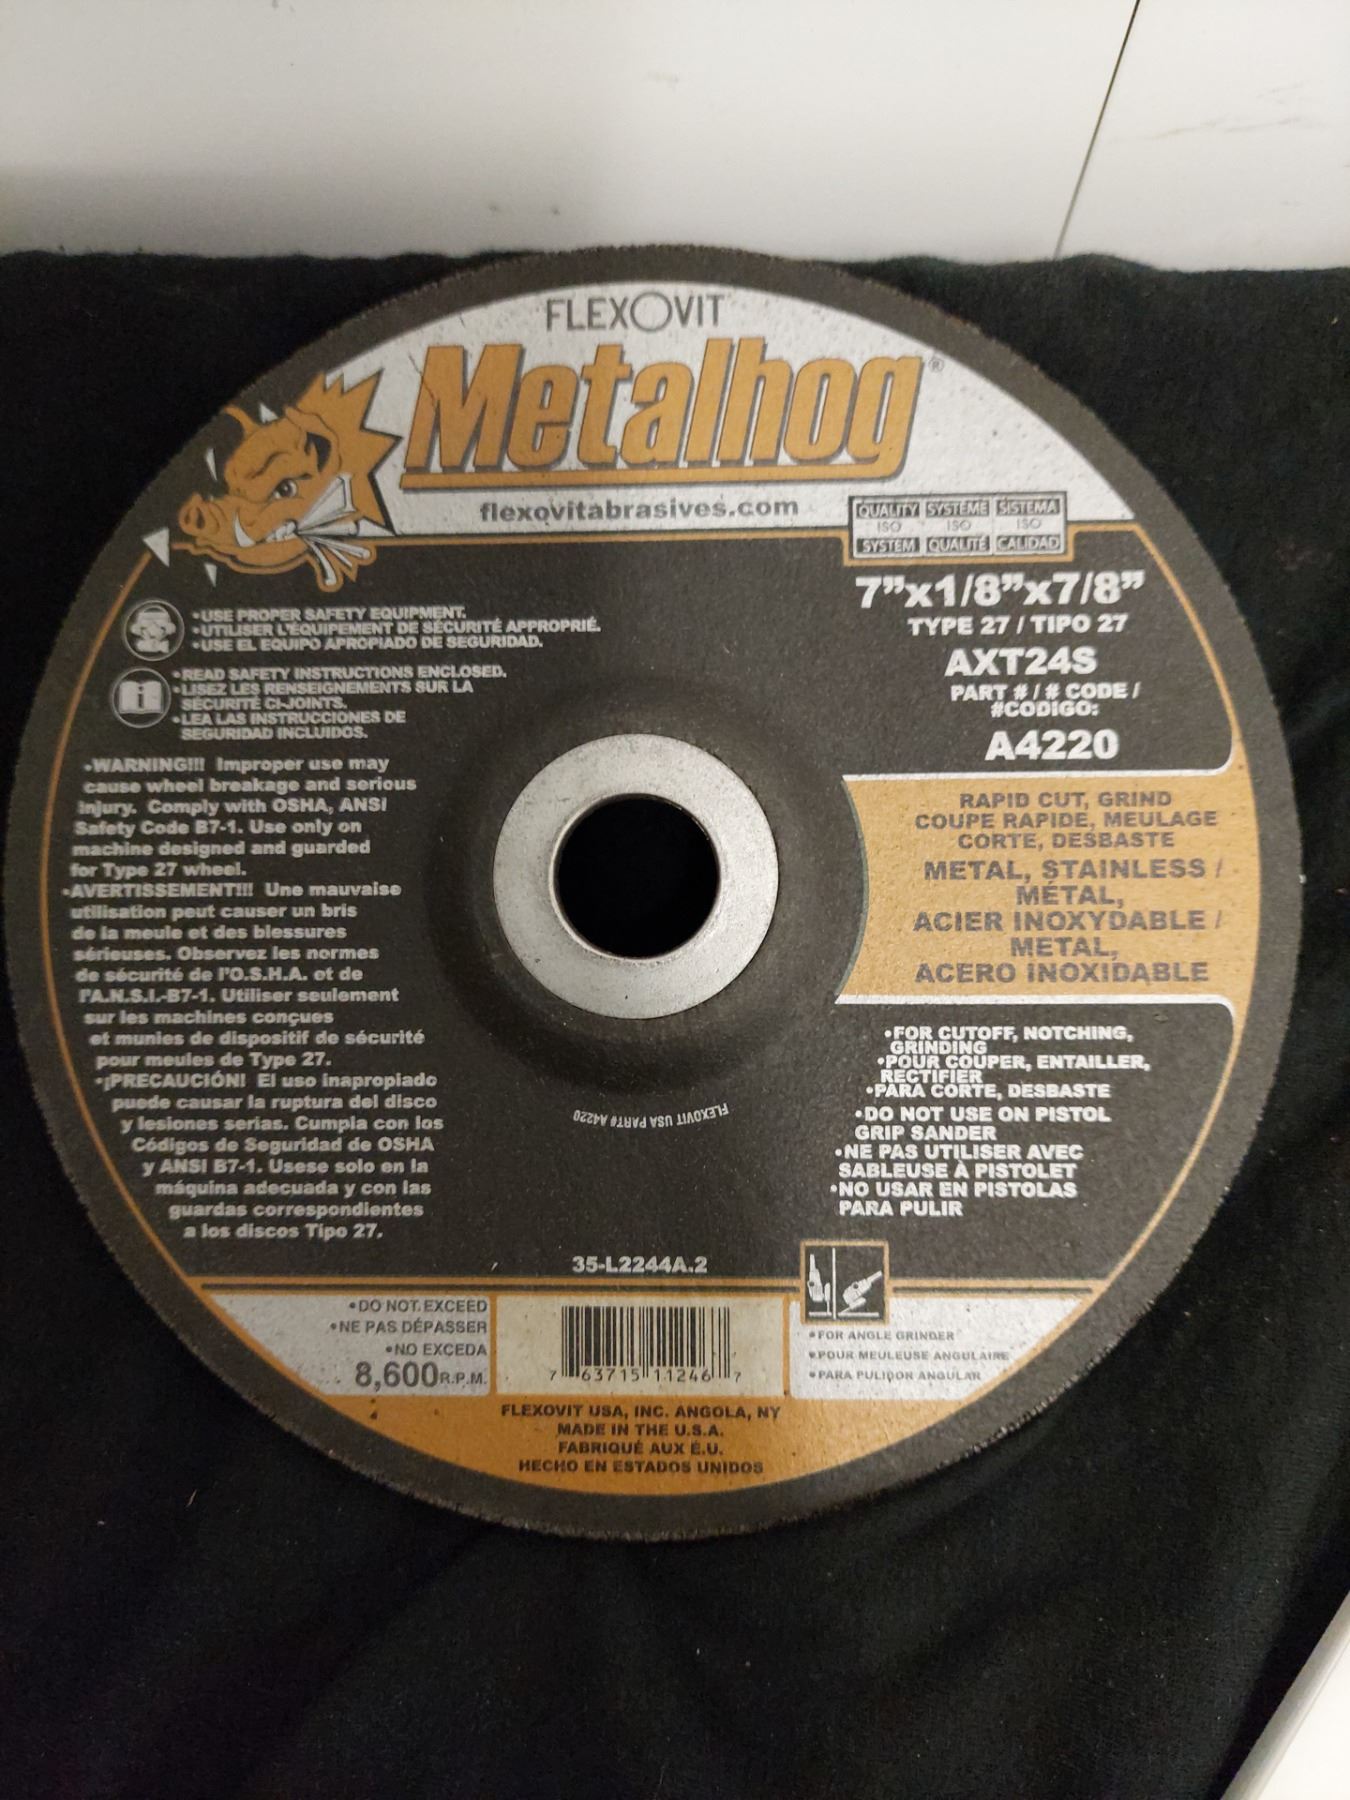 FLEXOVIT
Metalhog®
flexovitabrasives.com
QUALITY SYSTÈME SISTEMA
ISO ISO ISO
SYSTEM QUALITÉ CALIDAD
7”x1/8”x7/8”
TYPE 27 / TIPO 27
AXT24S
PART # / # CODE /
#CODIGO:
A4220
•USE PROPER SAFETY EQUIPMENT.
•UTILISER L'ÉQUIPEMENT DE SÉCURITÉ APPROPRIÉ.
•USE EL EQUIPO APROPIADO DE SEGURIDAD.
•READ SAFETY INSTRUCTIONS ENCLOSED.
•LISEZ LES RENSEIGNEMENTS SUR LA
SÉCURITÉ CI-JOINTS.
•LEA LAS INSTRUCCIONES DE
SEGURIDAD INCLUIDOS.
•WARNING!!! Improper use may
cause wheel breakage and serious
injury. Comply with OSHA, ANSI
Safety Code B7-1. Use only on
machine designed and guarded
for Type 27 wheel.
•AVERTISSEMENT!!! Une mauvaise
utilisation peut causer un bris
de la meule et des blessures
sérieuses. Observez les normes
de sécurité de l'O.S.H.A. et de
l'A.N.S.I.-B7-1. Utiliser seulement
sur les machines conçues
et munies de dispositif de sécurité
pour meules de Type 27.
•¡PRECAUCIÓN! El uso inapropiado
puede causar la ruptura del disco
y lesiones serias. Cumpla con los
Códigos de Seguridad de OSHA
y ANSI B7-1. Usese solo en la
máquina adecuada y con las
guardas correspondientes
a los discos Tipo 27.
RAPID CUT, GRIND
COUPE RAPIDE, MEULAGE
CORTE, DESBASTE
METAL, STAINLESS /
MÉTAL,
ACIER INOXYDABLE /
METAL,
ACERO INOXIDABLE
•FOR CUTOFF, NOTCHING,
GRINDING
•POUR COUPER, ENTAILLER,
RECTIFIER
•PARA CORTE, DESBASTE
•DO NOT USE ON PISTOL
GRIP SANDER
•NE PAS UTILISER AVEC
SABLEUSE À PISTOLET
•NO USAR EN PISTOLAS
PARA PULIR
FLEXOVIT USA PART# A4220
35-L2244A.2
•DO NOT EXCEED
•NE PAS DÉPASSER
•NO EXCEDA
8,600 R.P.M.
7 63715 11246 7
•FOR ANGLE GRINDER
•POUR MEULEUSE ANGULAIRE
•PARA PULIDOR ANGULAR
FLEXOVIT USA, INC. ANGOLA, NY
MADE IN THE U.S.A.
FABRIQUÉ AUX É.U.
HECHO EN ESTADOS UNIDOS